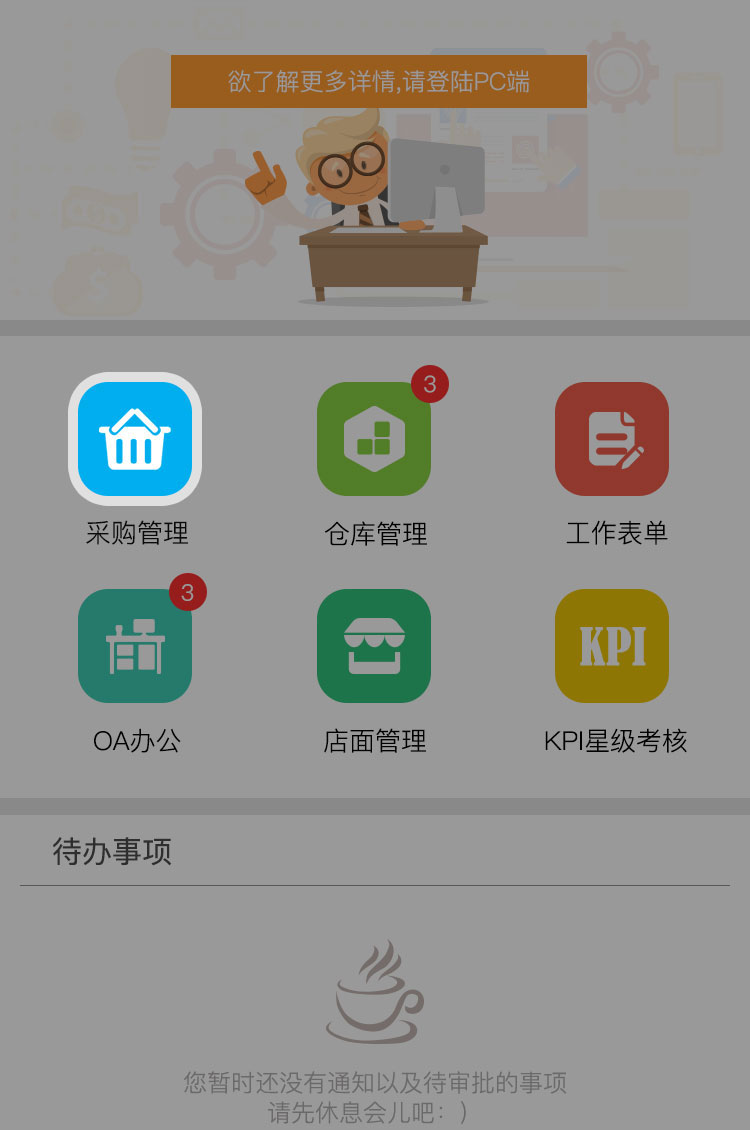 欲了解更多详情,请登陆PC端
3
采购管理
仓库管理
工作表单
3
KPI
OA办公
店面管理
KPI星级考核
待办事项
您暂时还没有通知以及待审批的事项
请先休息会儿吧：)